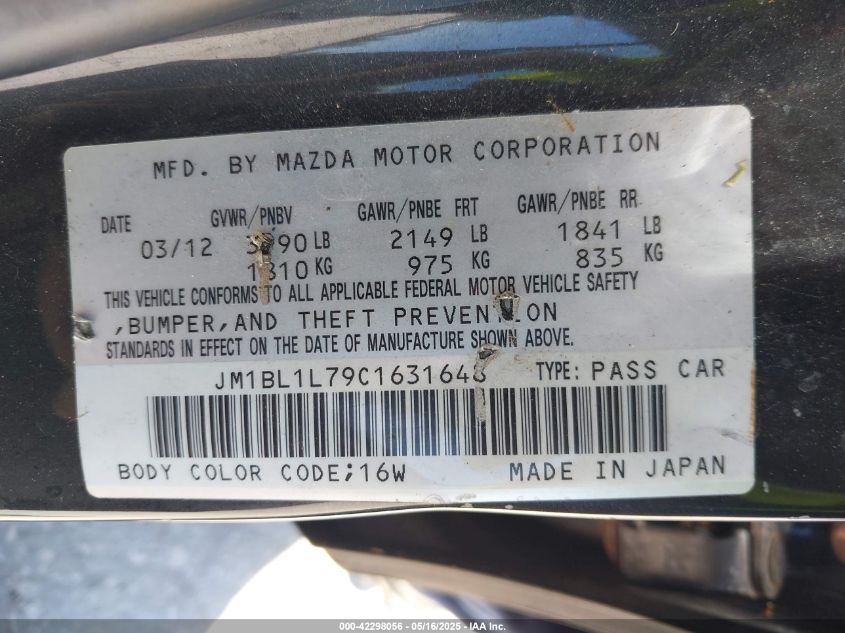 MFD. BY MAZDA MOTOR CORPORATION
DATE GVWR/PNBV GAWR/PNBE FRT GAWR/PNBE RR
03/12 LB 2149 LB 1841 LB
KG 975 KG 835 KG
THIS VEHICLE CONFORMS TO ALL APPLICABLE FEDERAL MOTOR VEHICLE SAFETY
,BUMPER,AND THEFT PREVENTION
STANDARDS IN EFFECT ON THE DATE OF MANUFACTURE SHOWN ABOVE.
JM1BL1L79C1631648 TYPE: PASS CAR
BODY COLOR CODE;16W MADE IN JAPAN
000-42298056 - 05/16/2025 - IAA Inc.